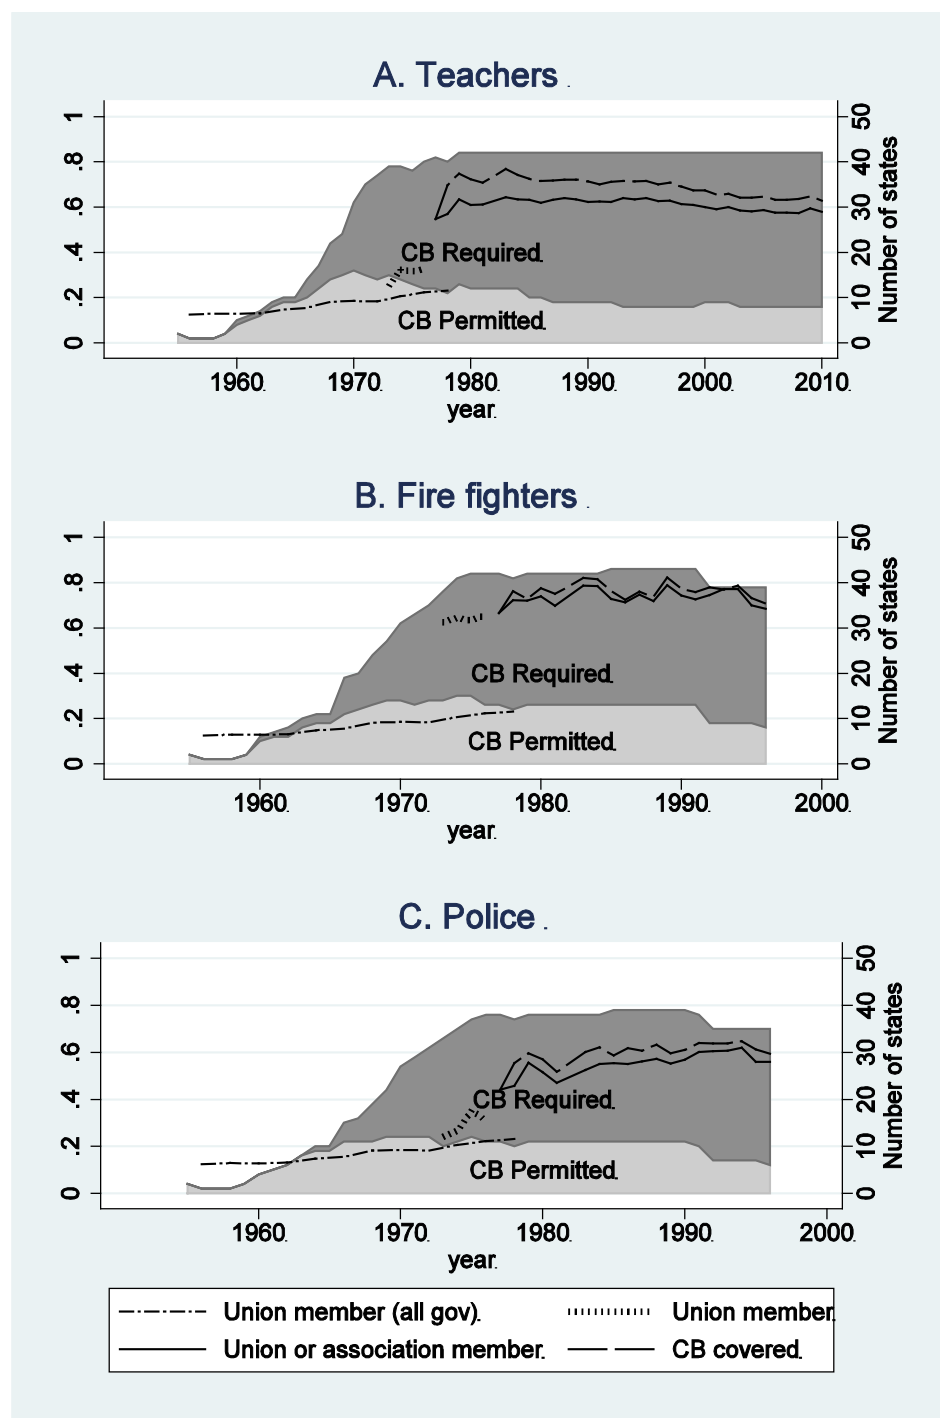 A. Teachers
1
.8
.6
.4
.2
0
50
40
30
20
10
0
Number of states
CB Required
CB Permitted
1960 1970 1980 1990 2000 2010
year
B. Fire fighters
1
.8
.6
.4
.2
0
50
40
30
20
10
0
Number of states
CB Required
CB Permitted
1960 1970 1980 1990 2000
year
C. Police
1
.8
.6
.4
.2
0
50
40
30
20
10
0
Number of states
CB Required
CB Permitted
1960 1970 1980 1990 2000
year
Union member (all gov) Union member
Union or association member CB covered